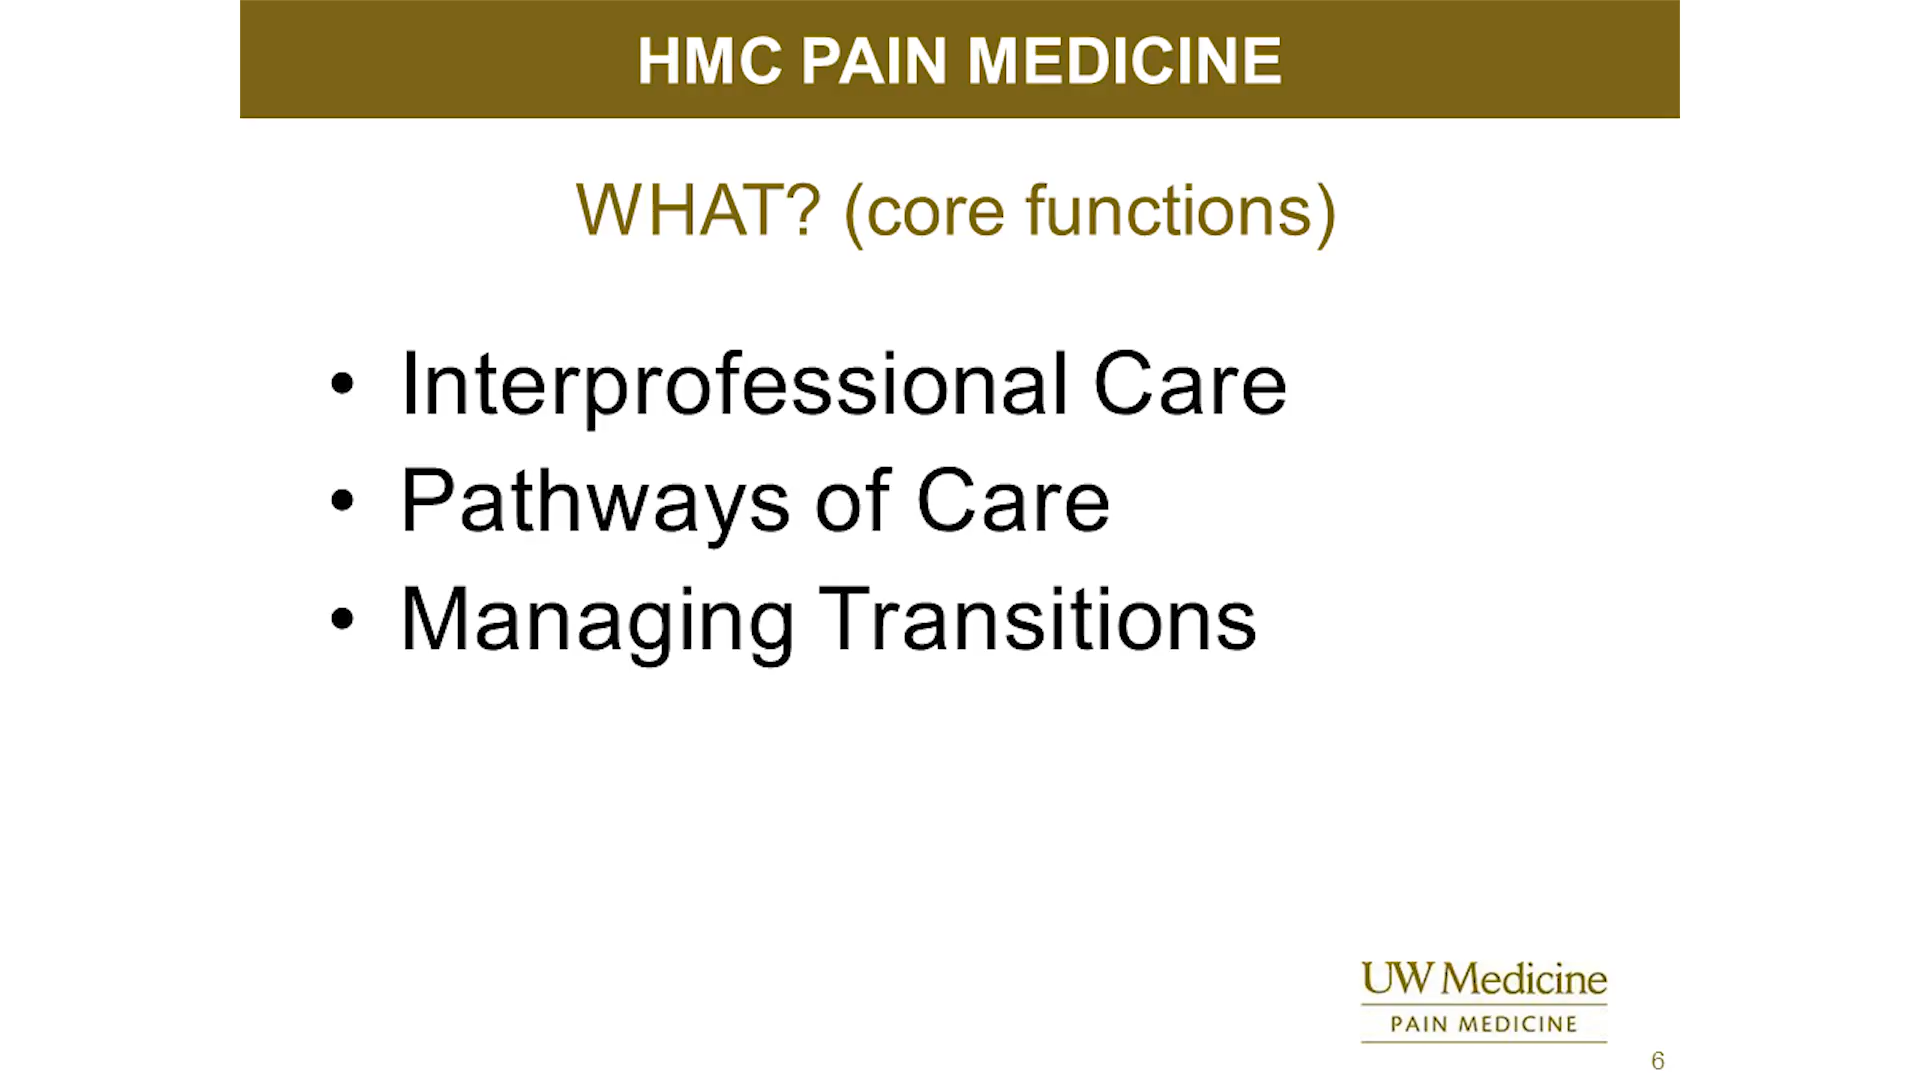 HMC PAIN MEDICINE
WHAT? (core functions)
• Interprofessional Care
• Pathways of Care
• Managing Transitions
UW Medicine
PAIN MEDICINE
6